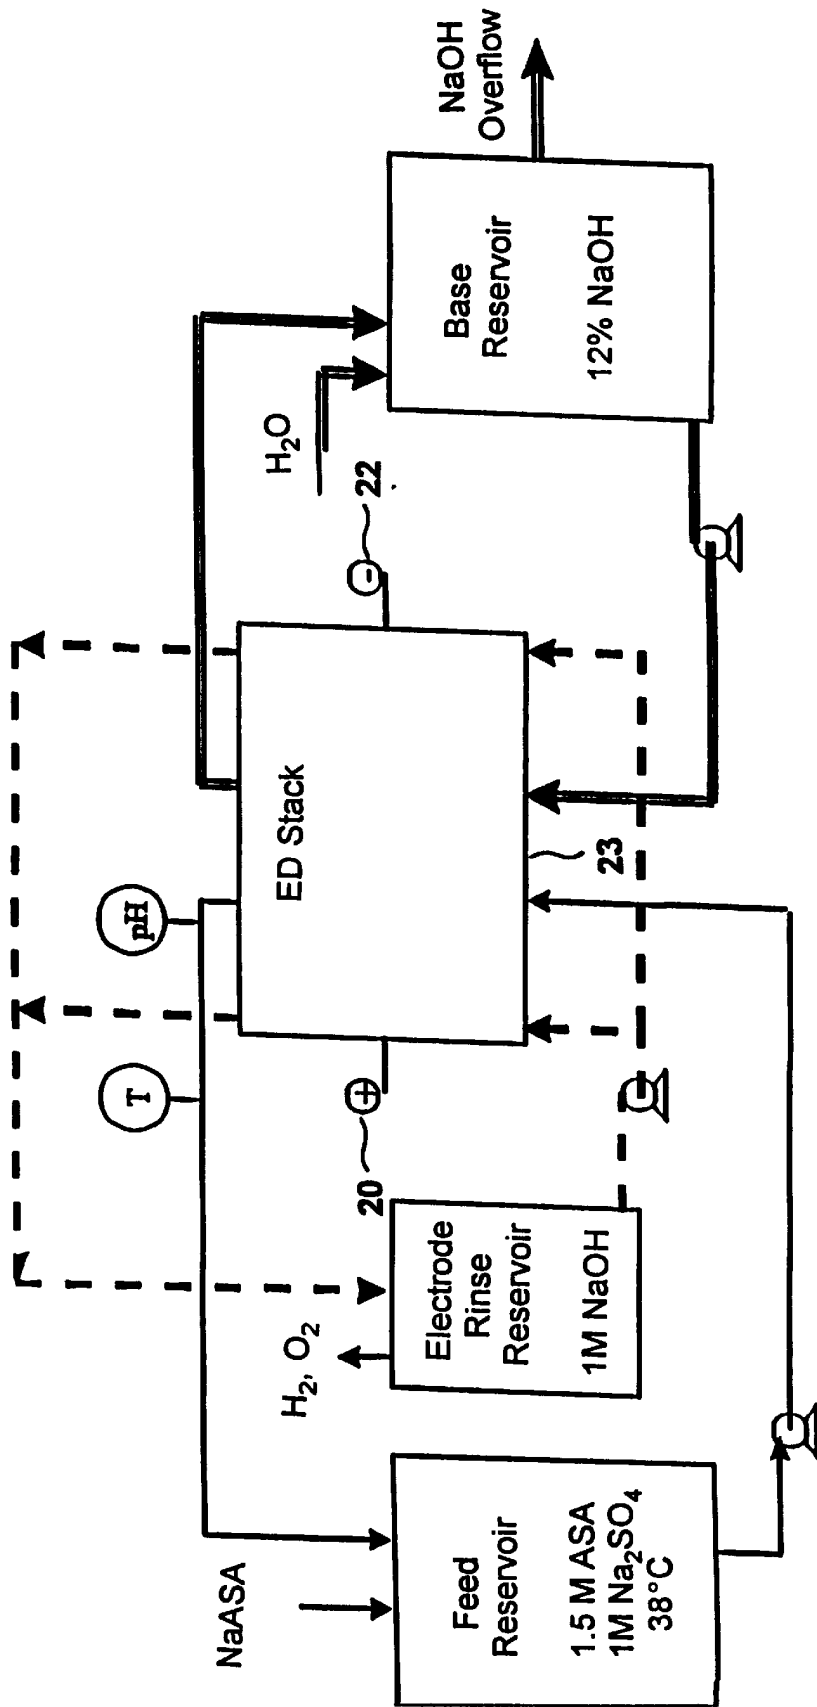 NaASA
Feed
Reservoir
1.5 M ASA
1M Na₂SO₄
38°C
H₂, O₂
Electrode
Rinse
Reservoir
1M NaOH
T
pH
20
+
ED Stack
23
-
22
H₂O
Base
Reservoir
12% NaOH
NaOH
Overflow